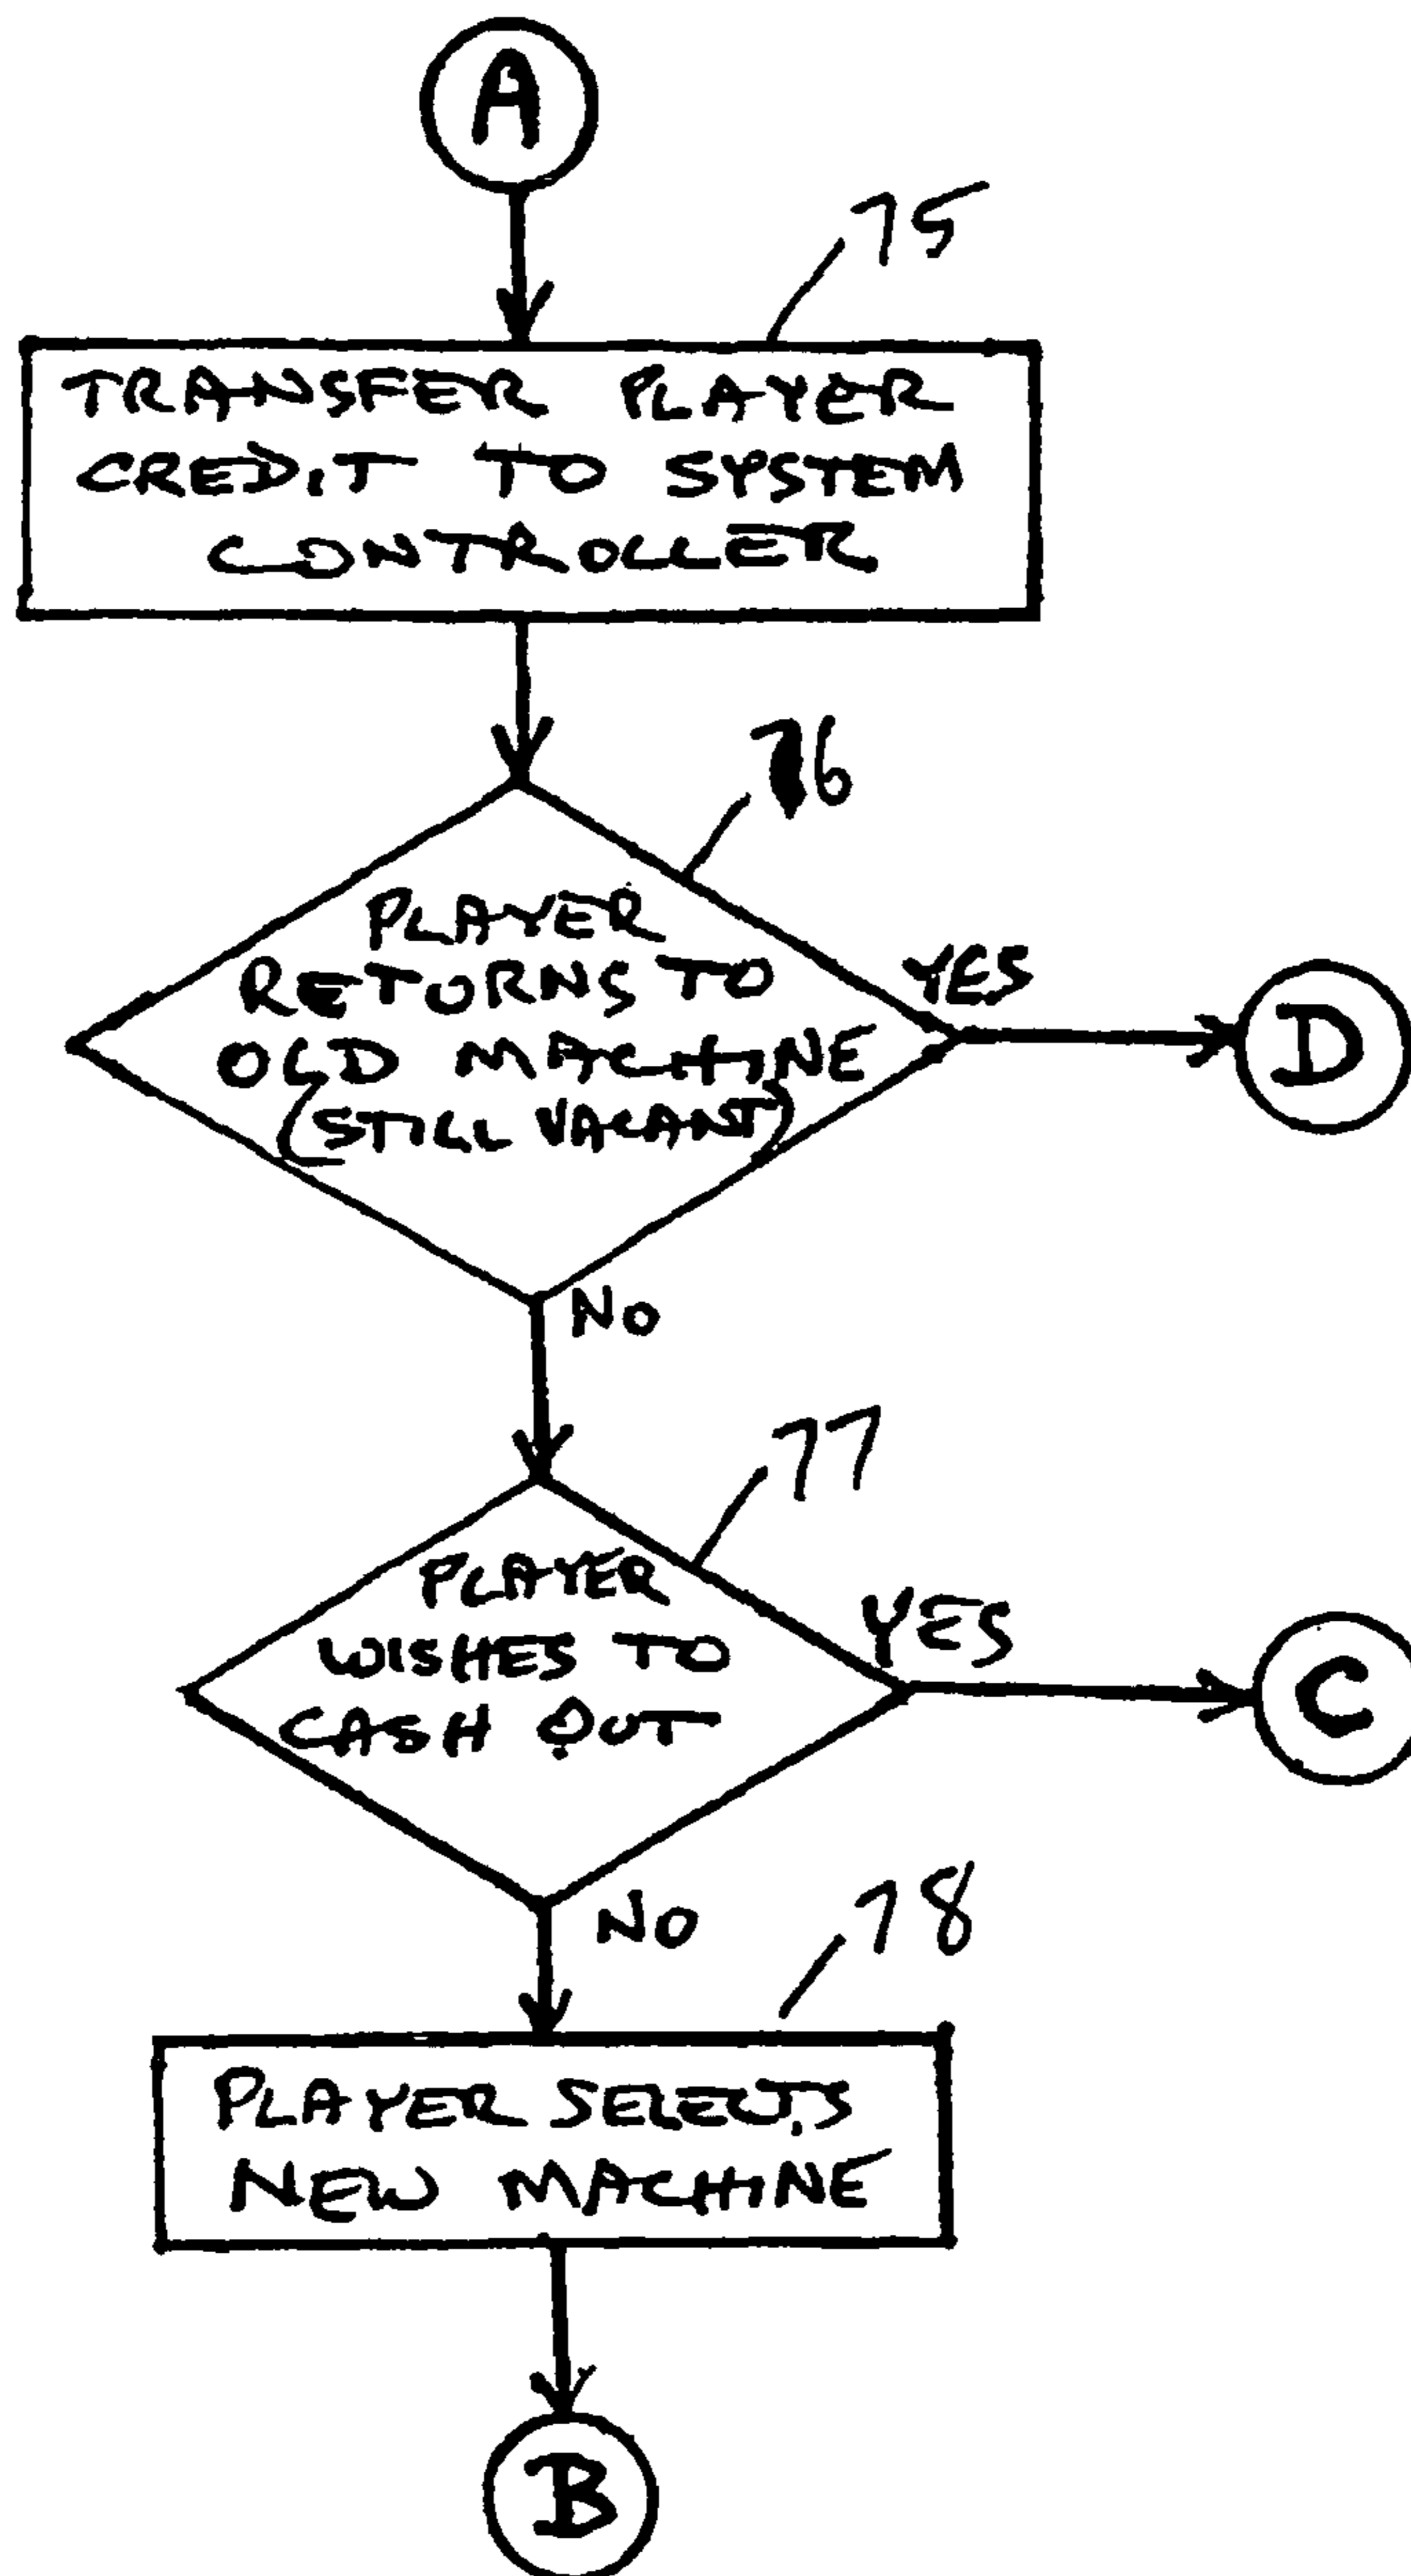 A
75
TRANSFER PLAYER
CREDIT TO SYSTEM
CONTROLLER
76
PLAYER
RETURNS TO
OLD MACHINE
(STILL VACANT)
YES
D
NO
77
PLAYER
WISHES TO
CASH OUT
YES
C
NO
78
PLAYER SELECTS
NEW MACHINE
B